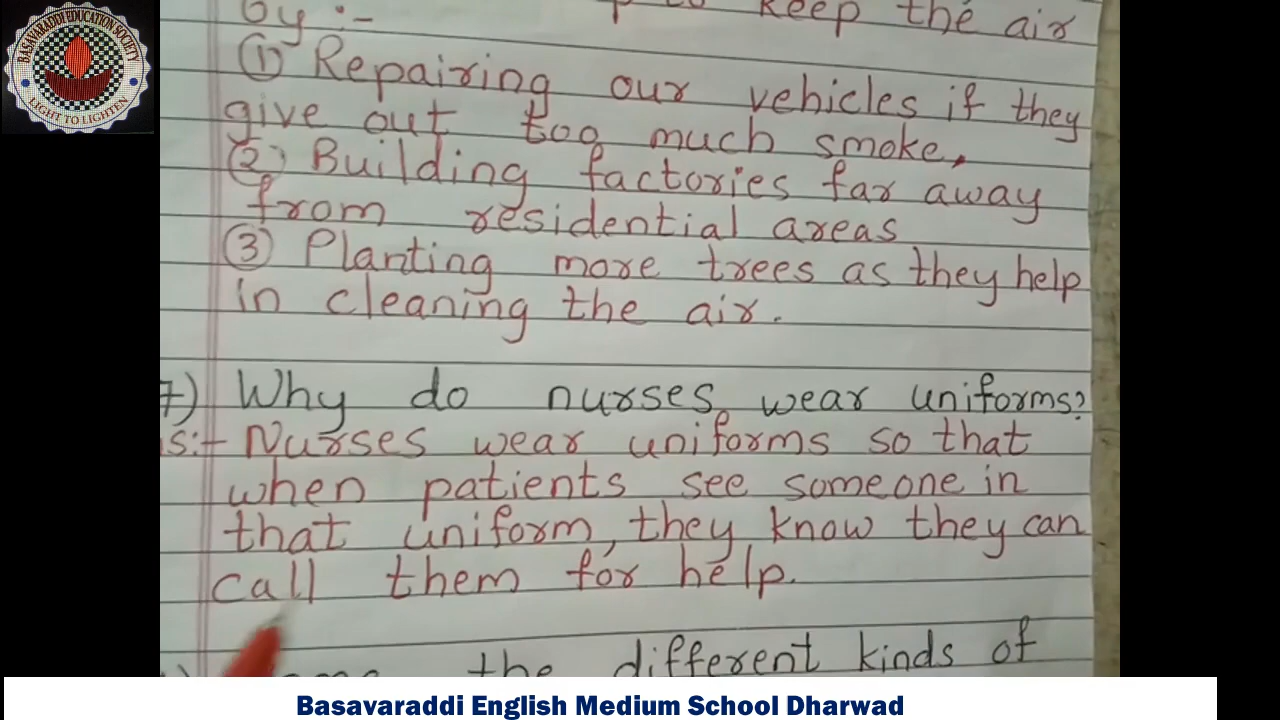 BASAVARADDI EDUCATION SOCIETY
LIGHT TO LIGHTEN
by :- keep the air
① Repairing our vehicles if they
give out too much smoke,
② Building factories far away
from residential areas
③ Planting more trees as they help
in cleaning the air.
7) Why do nurses wear uniforms?
s:- Nurses wear uniforms so that
when patients see someone in
that uniform, they know they can
call them for help.
the different kinds of
Basavaraddi English Medium School Dharwad